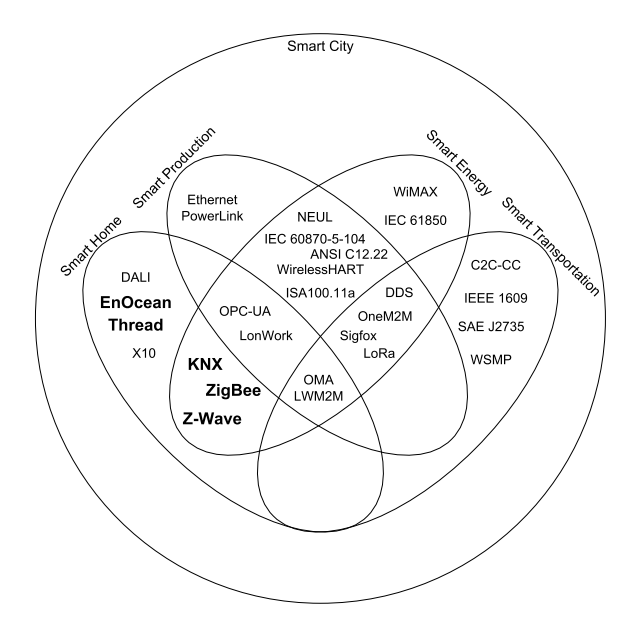 Smart City
Smart Production
Smart Energy
Smart Home
Smart Transportation
Ethernet
PowerLink
WiMAX
IEC 61850
NEUL
IEC 60870-5-104
ANSI C12.22
WirelessHART
ISA100.11a
C2C-CC
IEEE 1609
SAE J2735
WSMP
DALI
EnOcean
Thread
X10
OPC-UA
LonWork
DDS
OneM2M
Sigfox
LoRa
KNX
ZigBee
Z-Wave
OMA
LWM2M